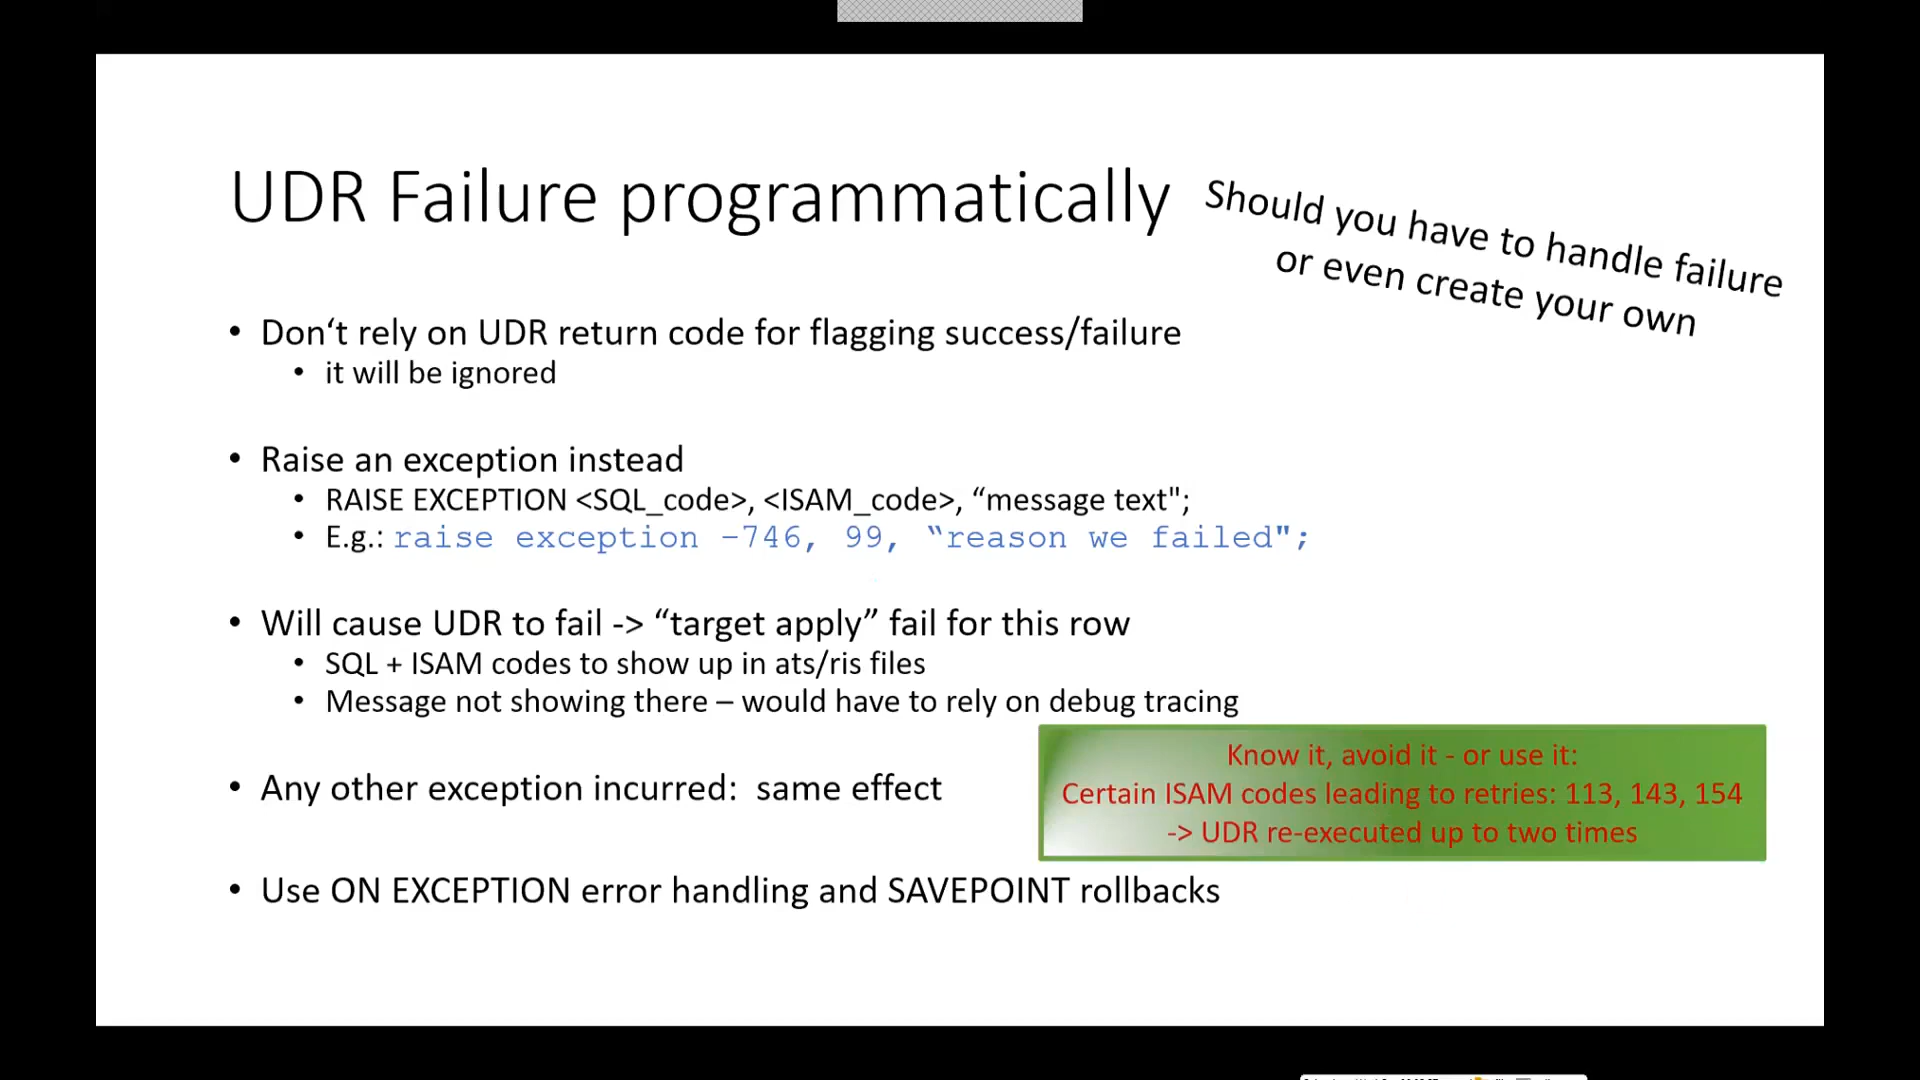 UDR Failure programmatically
Should you have to handle failure
or even create your own
• Don‘t rely on UDR return code for flagging success/failure
• it will be ignored
• Raise an exception instead
• RAISE EXCEPTION <SQL_code>, <ISAM_code>, “message text";
• E.g.: raise exception –746, 99, “reason we failed";
• Will cause UDR to fail -> “target apply” fail for this row
• SQL + ISAM codes to show up in ats/ris files
• Message not showing there – would have to rely on debug tracing
Know it, avoid it - or use it:
Certain ISAM codes leading to retries: 113, 143, 154
-> UDR re-executed up to two times
• Any other exception incurred:  same effect
• Use ON EXCEPTION error handling and SAVEPOINT rollbacks